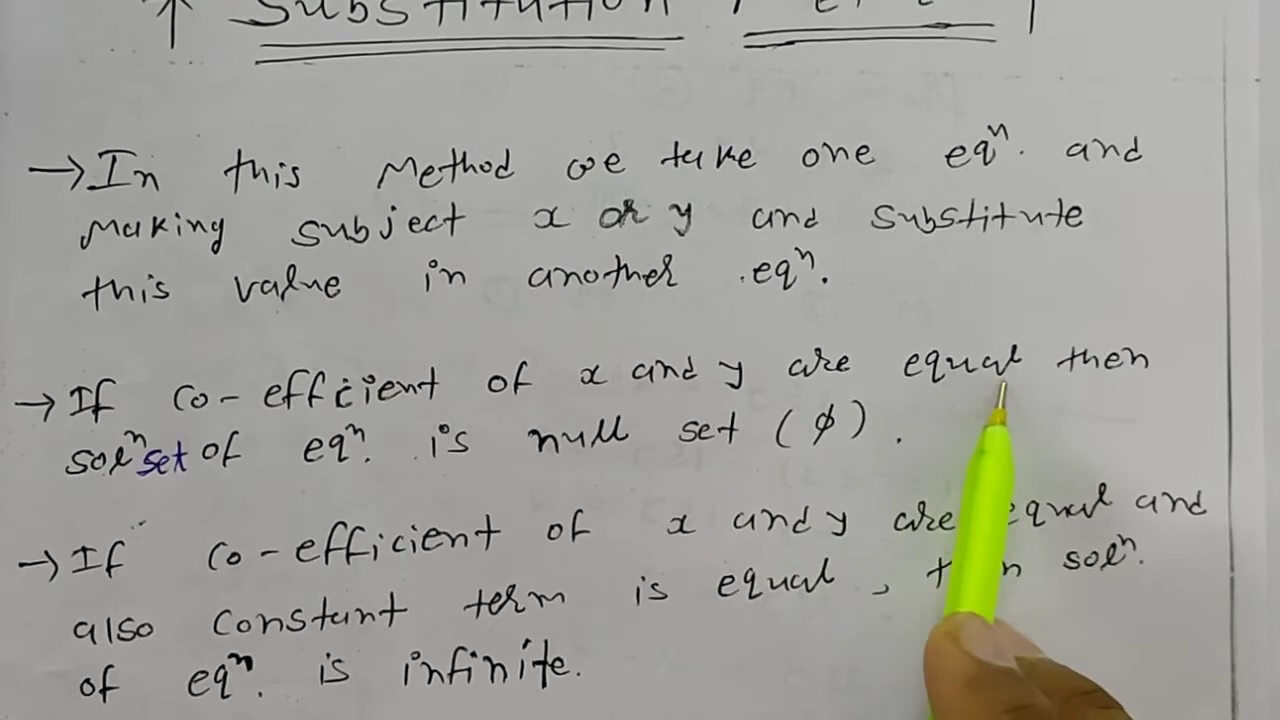 Substitution
→ In this Method we take one eqⁿ. and
Making subject x or y and substitute
this value in another eqⁿ.
→ If co-efficient of x and y are equal then
solⁿ set of eqⁿ. is null set (ϕ).
→ If co-efficient of x and y are equal and
also constant term is equal, then solⁿ.
of eqⁿ. is infinite.